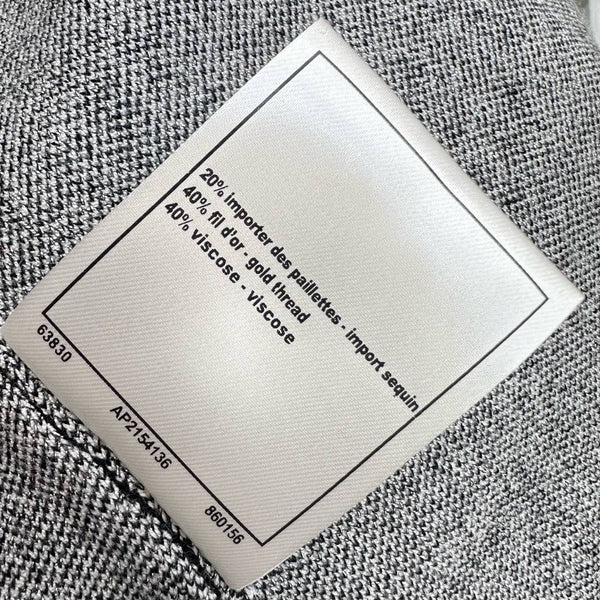 20% importer des paillettes - import sequin
40% fil d'or - gold thread
40% viscose - viscose
63830
AP2154136
860156